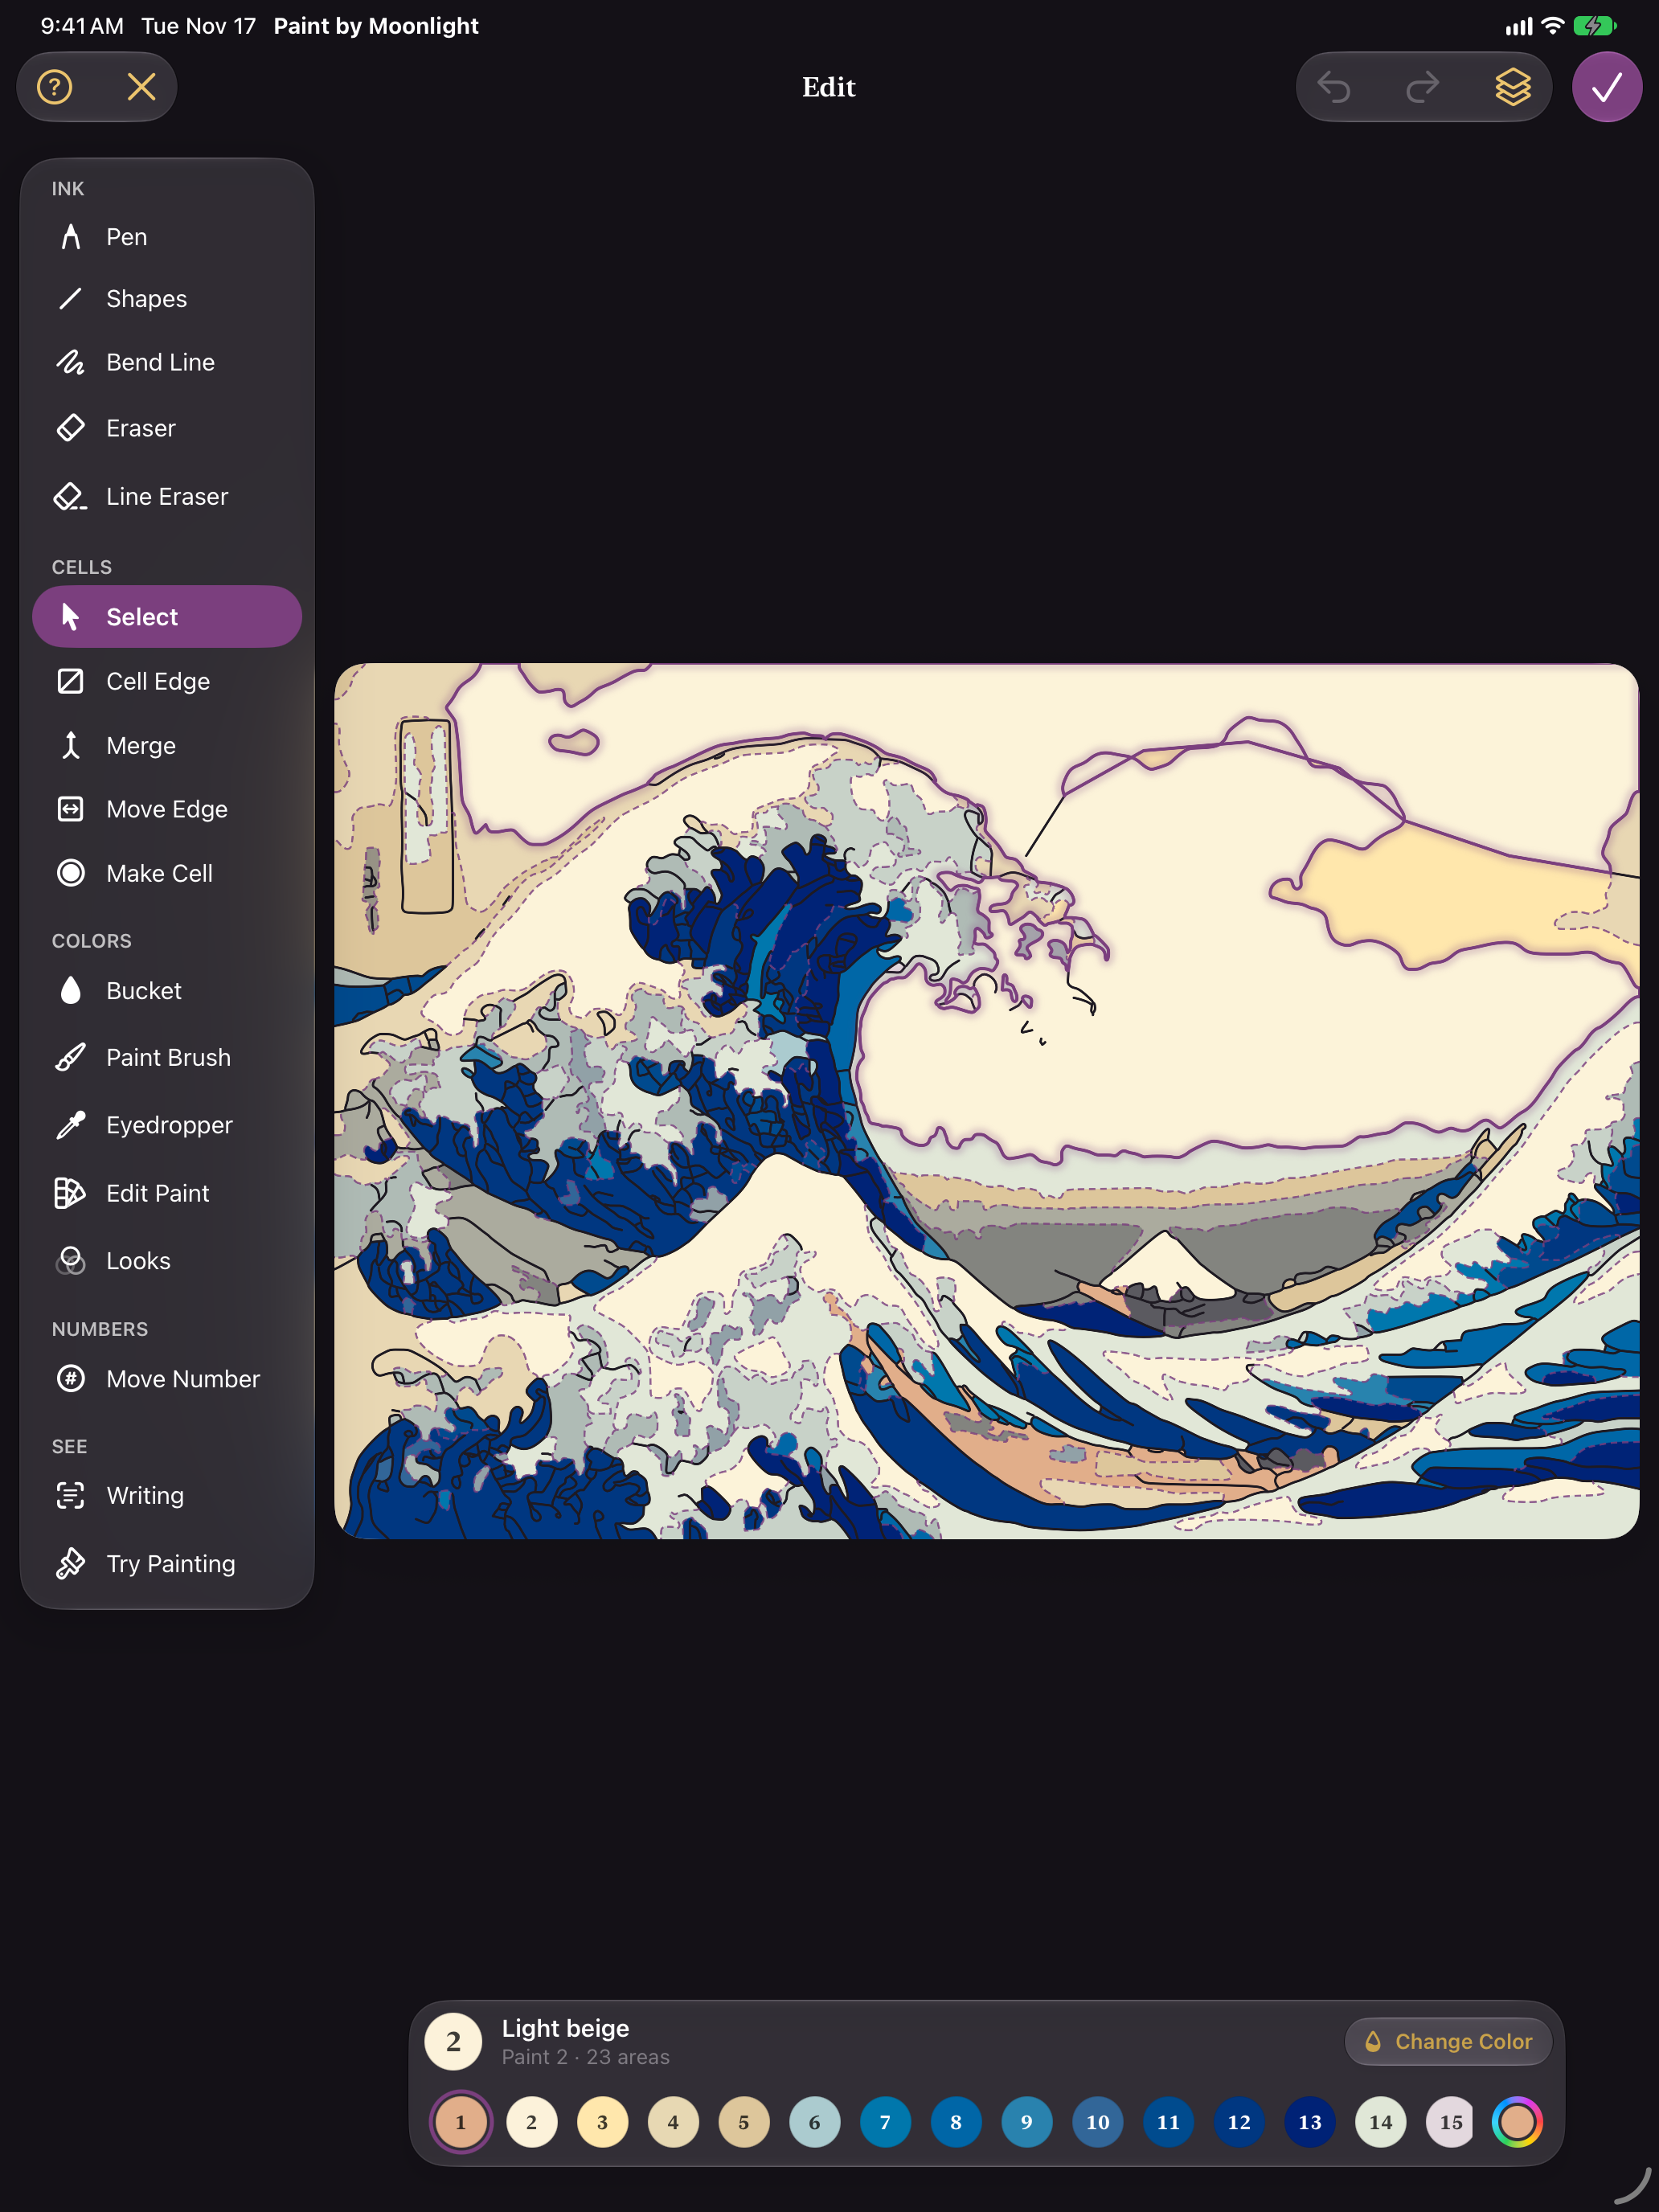 9:41 AM Tue Nov 17 Paint by Moonlight
Edit
INK
Pen
Shapes
Bend Line
Eraser
Line Eraser
CELLS
Select
Cell Edge
Merge
Move Edge
Make Cell
COLORS
Bucket
Paint Brush
Eyedropper
Edit Paint
Looks
NUMBERS
# Move Number
SEE
Writing
Try Painting
2 Light beige
Paint 2 · 23 areas
Change Color
1 2 3 4 5 6 7 8 9 10 11 12 13 14 15